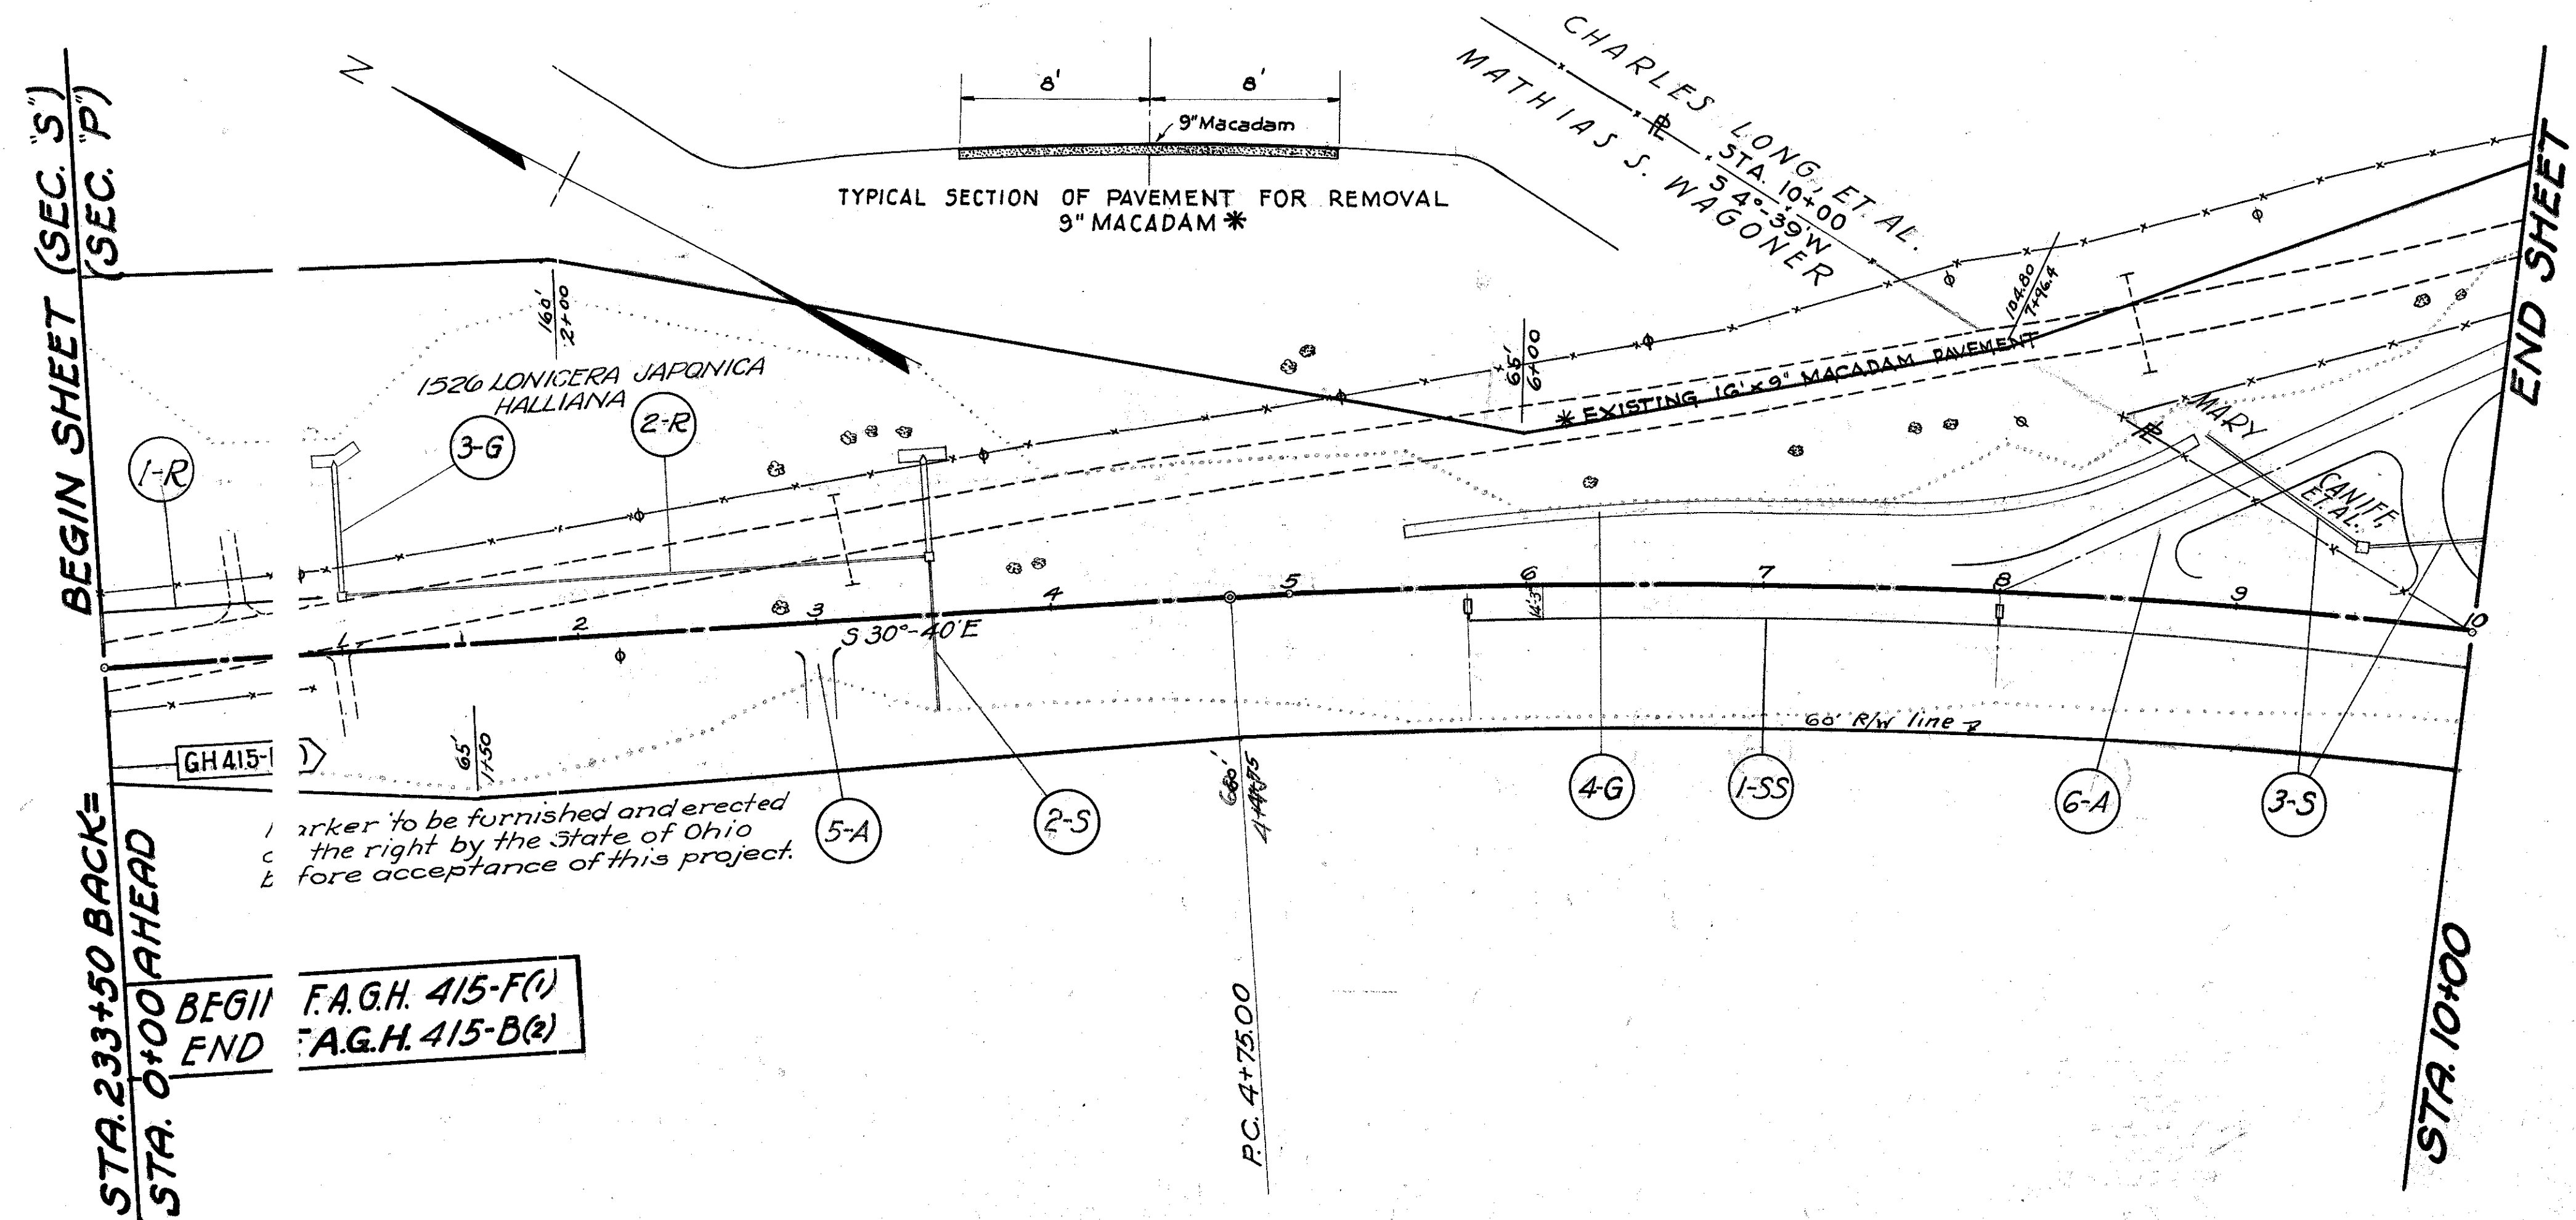 BEGIN SHEET (SEC. "S")
(SEC. "P")
N
8' 8'
9" Macadam
TYPICAL SECTION OF PAVEMENT FOR REMOVAL
9" MACADAM *
CHARLES LONG, ET. AL.
℄ STA. 10+00
S 4°-39'W
MATHIAS S. WAGONER
END SHEET
160'
2+00
65'
6+00
104.80
7+96.4
1526 LONICERA JAPONICA
HALLIANA
1-R
3-G
2-R
* EXISTING 16' x 9" MACADAM PAVEMENT
MARY
CANIFF,
ET. AL.
1 2 3 4 5 6 7 8 9 10
S 30°-40'E
14'-3"
60' R/W line
GH 415-
65'
1+50
arker to be furnished and erected
the right by the State of Ohio
fore acceptance of this project.
5-A
2-S
4-G
1-SS
6-A
3-S
P.C. 4+75.00
STA. 233+50 BACK=
STA. 0+00 AHEAD
BEGIN F.A.G.H. 415-F(1)
END F.A.G.H. 415-B(2)
STA. 10+00